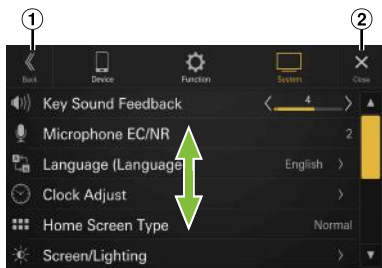 1 2
Back Device Function System Close
Key Sound Feedback 4
Microphone EC/NR 2
Language (Language English
Clock Adjust
Home Screen Type Normal
Screen/Lighting